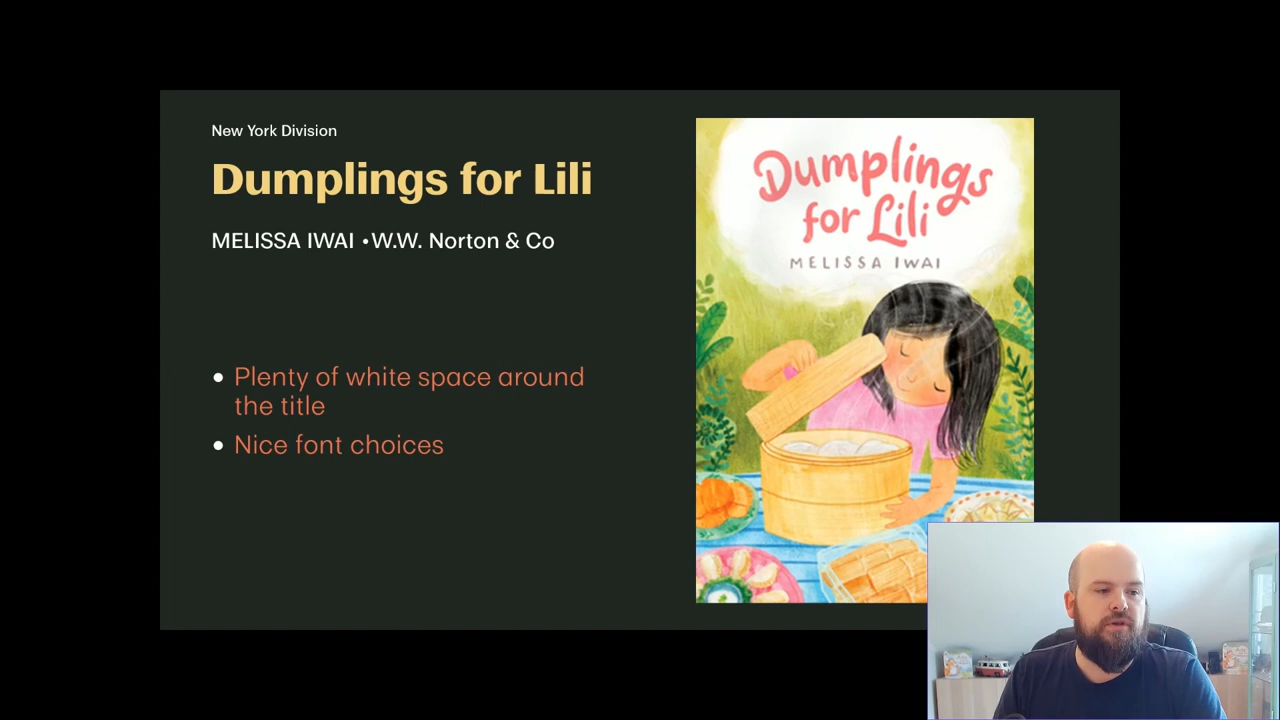 New York Division
Dumplings for Lili
MELISSA IWAI • W.W. Norton & Co
• Plenty of white space around
the title
• Nice font choices
Dumplings
for Lili
MELISSA IWAI